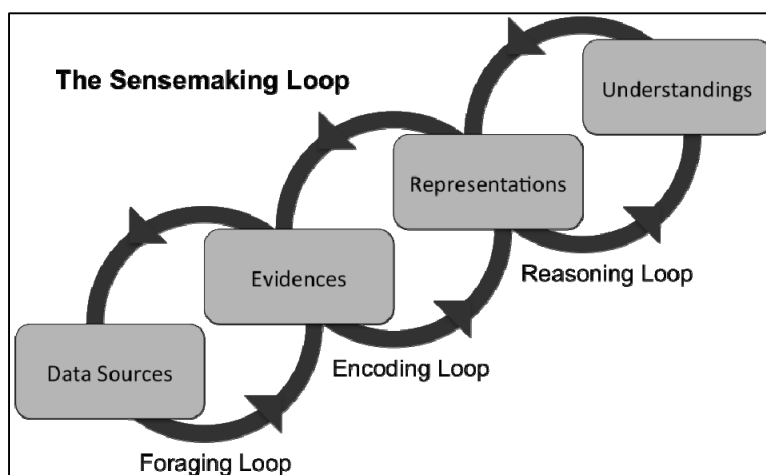 The Sensemaking Loop
Understandings
Representations
Reasoning Loop
Evidences
Encoding Loop
Data Sources
Foraging Loop